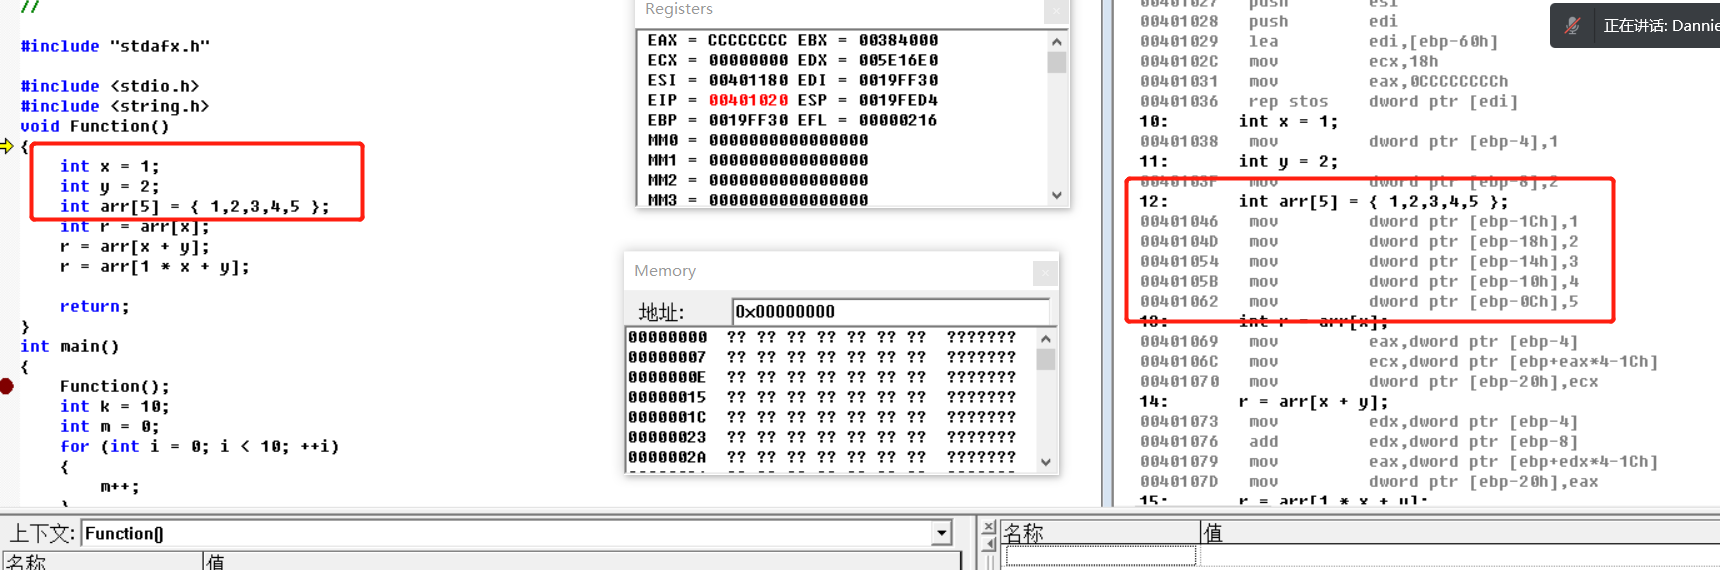 //
#include "stdafx.h"
#include <stdio.h>
#include <string.h>
void Function()
{
int x = 1;
int y = 2;
int arr[5] = { 1,2,3,4,5 };
int r = arr[x];
r = arr[x + y];
r = arr[1 * x + y];
return;
}
int main()
{
Function();
int k = 10;
int m = 0;
for (int i = 0; i < 10; ++i)
{
m++;
Registers
EAX = CCCCCCCC EBX = 00384000
ECX = 00000000 EDX = 005E16E0
ESI = 00401180 EDI = 0019FF30
EIP = 00401020 ESP = 0019FED4
EBP = 0019FF30 EFL = 00000216
MM0 = 0000000000000000
MM1 = 0000000000000000
MM2 = 0000000000000000
MM3 = 0000000000000000
Memory
地址: 0x00000000
00000000 ?? ?? ?? ?? ?? ?? ?? ???????
00000007 ?? ?? ?? ?? ?? ?? ?? ???????
0000000E ?? ?? ?? ?? ?? ?? ?? ???????
00000015 ?? ?? ?? ?? ?? ?? ?? ???????
0000001C ?? ?? ?? ?? ?? ?? ?? ???????
00000023 ?? ?? ?? ?? ?? ?? ?? ???????
0000002A ?? ?? ?? ?? ?? ?? ?? ???????
00401027 push esi
00401028 push edi
00401029 lea edi,[ebp-60h]
0040102C mov ecx,18h
00401031 mov eax,0CCCCCCCCh
00401036 rep stos dword ptr [edi]
10: int x = 1;
00401038 mov dword ptr [ebp-4],1
11: int y = 2;
0040103F mov dword ptr [ebp-8],2
12: int arr[5] = { 1,2,3,4,5 };
00401046 mov dword ptr [ebp-1Ch],1
0040104D mov dword ptr [ebp-18h],2
00401054 mov dword ptr [ebp-14h],3
0040105B mov dword ptr [ebp-10h],4
00401062 mov dword ptr [ebp-0Ch],5
13: int r = arr[x];
00401069 mov eax,dword ptr [ebp-4]
0040106C mov ecx,dword ptr [ebp+eax*4-1Ch]
00401070 mov dword ptr [ebp-20h],ecx
14: r = arr[x + y];
00401073 mov edx,dword ptr [ebp-4]
00401076 add edx,dword ptr [ebp-8]
00401079 mov eax,dword ptr [ebp+edx*4-1Ch]
0040107D mov dword ptr [ebp-20h],eax
15: r = arr[1 * x + y];
正在讲话: Dannie
上下文: Function()
名称 值
名称 值